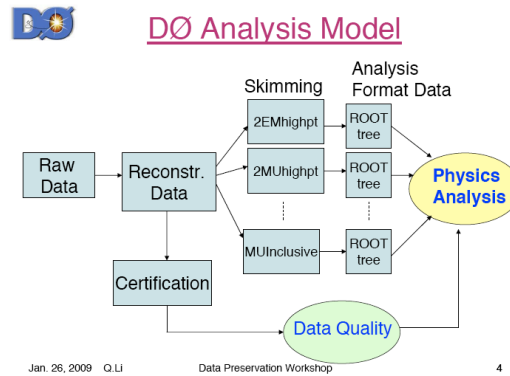 DØ
DØ Analysis Model
Skimming
Analysis
Format Data
2EMhighpt
ROOT
tree
Raw
Data
Reconstr.
Data
2MUhighpt
ROOT
tree
Physics
Analysis
MUInclusive
ROOT
tree
Certification
Data Quality
Jan. 26, 2009 Q.Li
Data Preservation Workshop
4